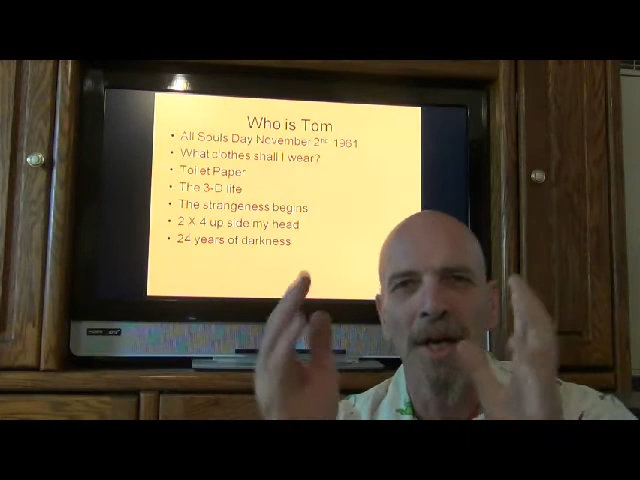 Who is Tom
• All Souls Day November 2nd 1961
• What clothes shall I wear?
• Toilet Paper
• The 3-D life
• The strangeness begins
• 2 X 4 up side my head
• 24 years of darkness